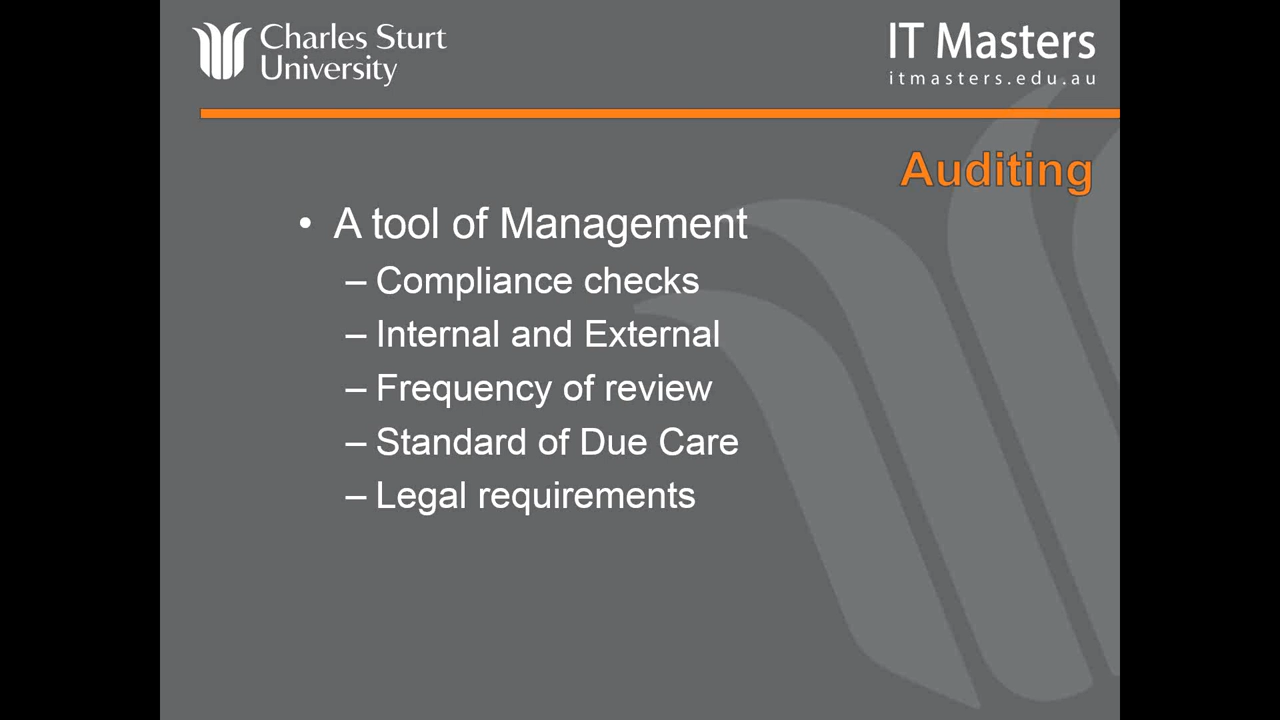 Charles Sturt
University
IT Masters
itmasters.edu.au
Auditing
• A tool of Management
– Compliance checks
– Internal and External
– Frequency of review
– Standard of Due Care
– Legal requirements